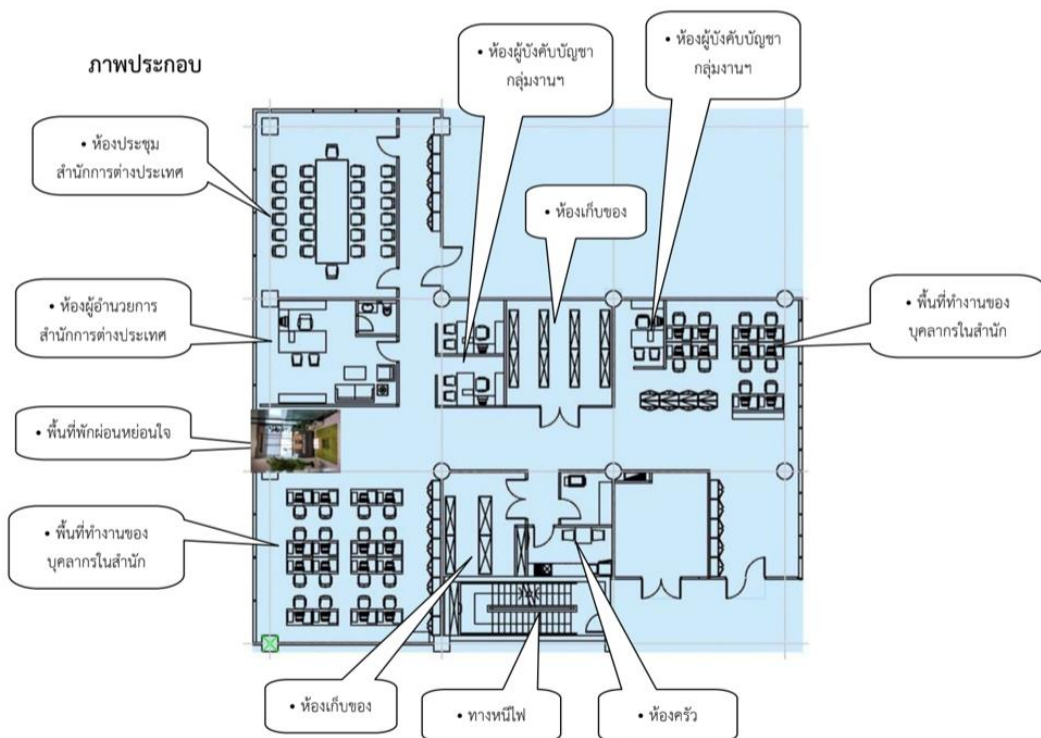 ภาพประกอบ
• ห้องผู้บังคับบัญชา
กลุ่มงานฯ
• ห้องผู้บังคับบัญชา
กลุ่มงานฯ
• ห้องประชุม
สำนักการต่างประเทศ
• ห้องเก็บของ
• ห้องผู้อำนวยการ
สำนักการต่างประเทศ
• พื้นที่ทำงานของ
บุคลากรในสำนัก
• พื้นที่พักผ่อนหย่อนใจ
• พื้นที่ทำงานของ
บุคลากรในสำนัก
• ห้องเก็บของ
• ทางหนีไฟ
• ห้องครัว